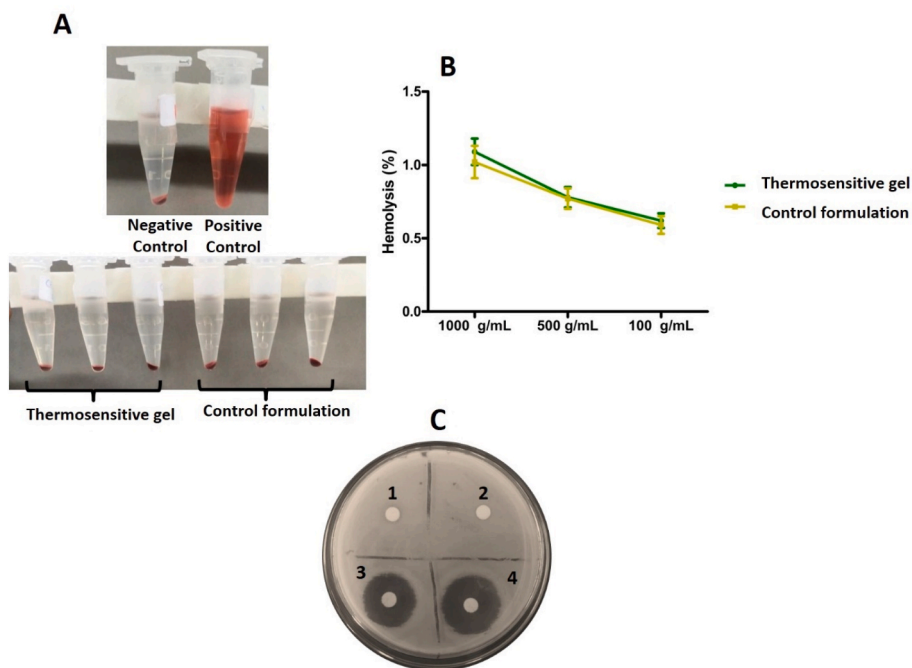 A
Negative
Control
Positive
Control
Thermosensitive gel
Control formulation
B
Hemolysis (%)
1.5
1.0
0.5
0.0
1000 g/mL
500 g/mL
100 g/mL
Thermosensitive gel
Control formulation
C
1
2
3
4